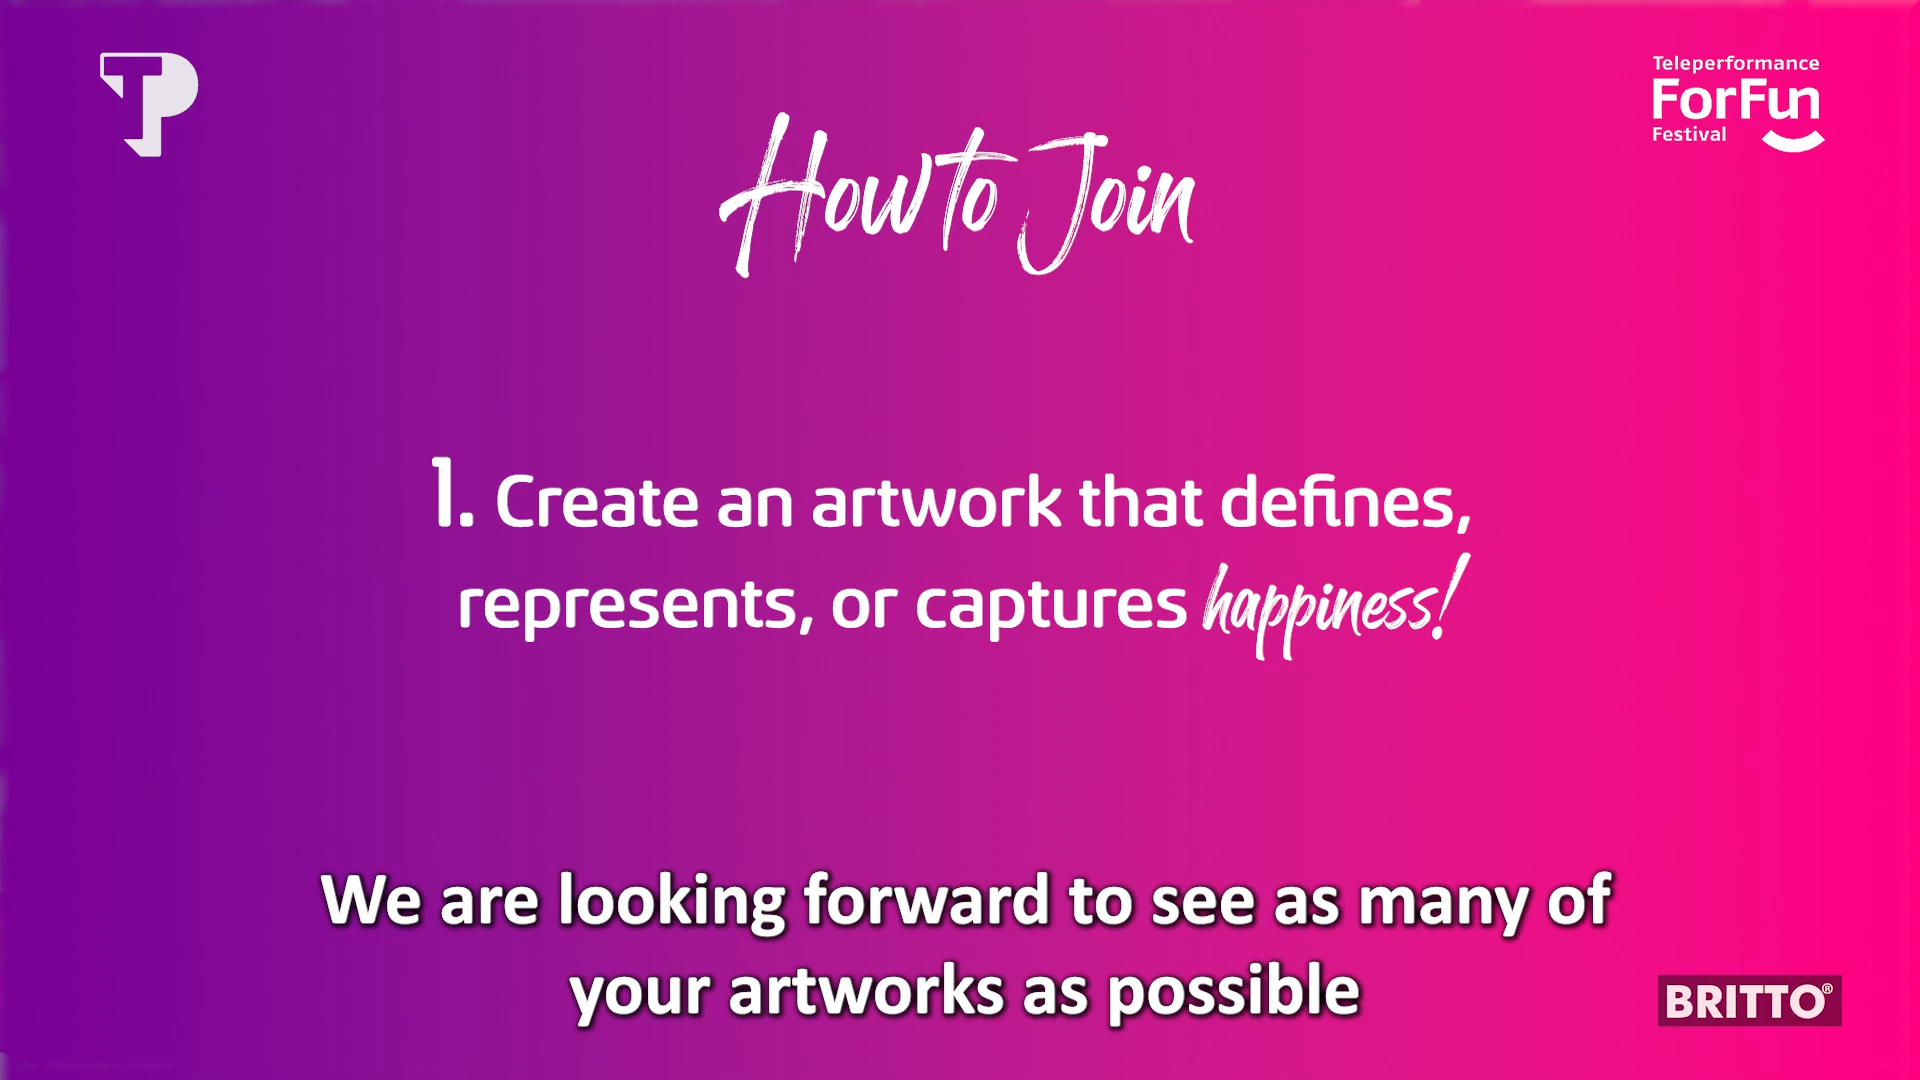 TP
Teleperformance
ForFun
Festival
How to Join
1. Create an artwork that defines,
represents, or captures happiness!
We are looking forward to see as many of
your artworks as possible
BRITTO®